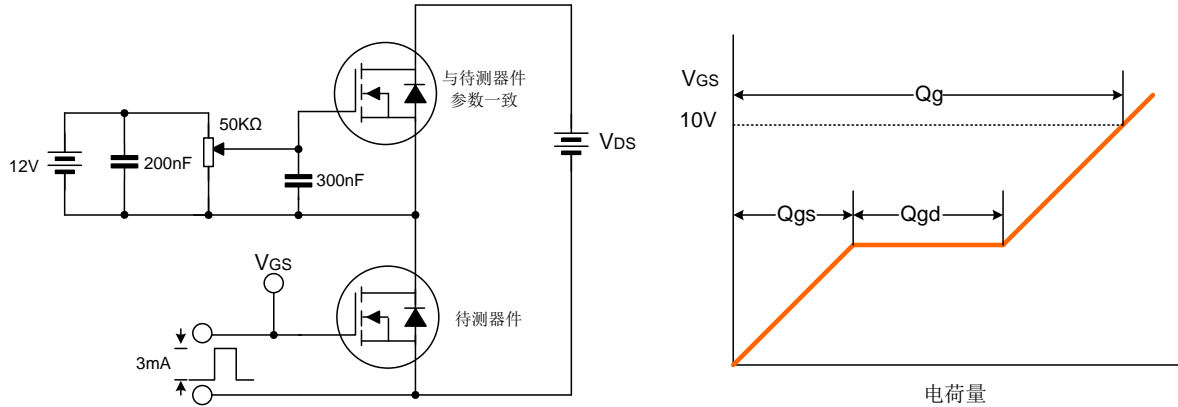 12V
200nF
50KΩ
300nF
与待测器件
参数一致
VDS
VGS
3mA
待测器件
VGS
10V
Qg
Qgs
Qgd
电荷量